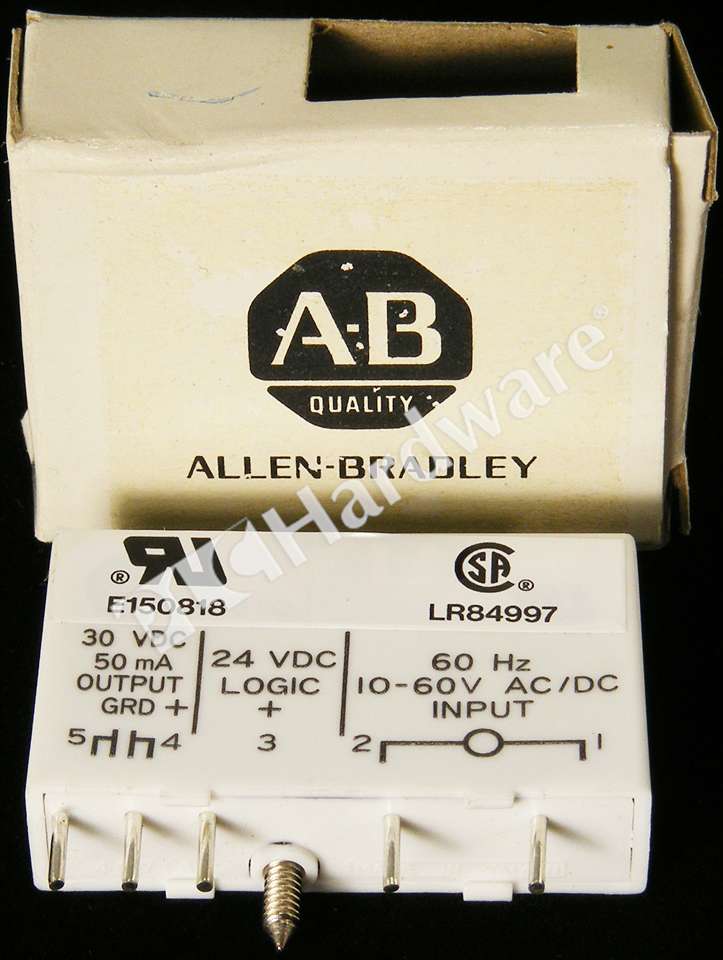 A-B
QUALITY
ALLEN-BRADLEY
PLCHardware®
®
E150818
SA ®
LR84997
30 VDC
50 mA
OUTPUT
GRD +
5 4
24 VDC
LOGIC
+
3
60 Hz
10-60V AC/DC
INPUT
2 1